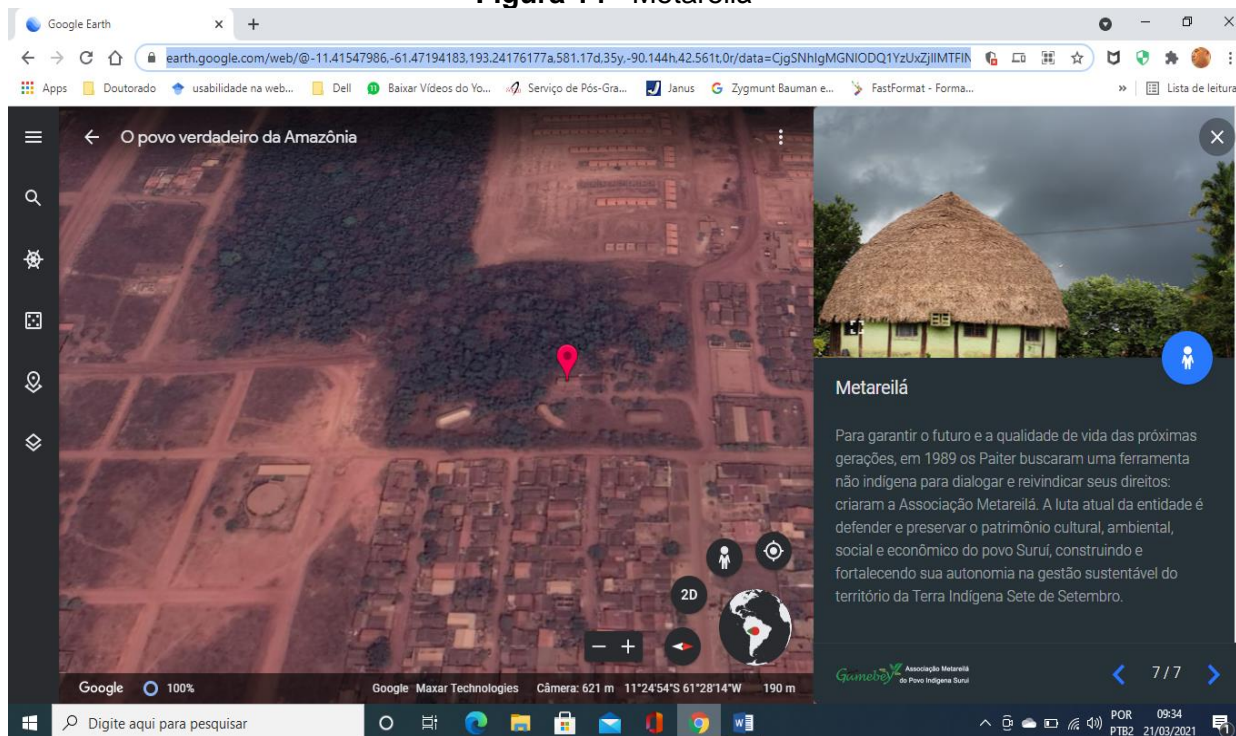 Google Earth
earth.google.com/web/@-11.41547986,-61.47194183,193.24176177a,581.17d,35y,-90.144h,42.561t,0r/data=
Apps Doutorado usabilidade na web... Dell Baixar Vídeos do Yo... Serviço de Pós-Gra... Janus Zygmunt Bauman e... FastFormat - Forma... » Lista de leitura
O povo verdadeiro da Amazônia
Metareilá
Para garantir o futuro e a qualidade de vida das próximas
gerações, em 1989 os Paiter buscaram uma ferramenta
não indígena para dialogar e reivindicar seus direitos:
criaram a Associação Metareilá. A luta atual da entidade é
defender e preservar o patrimônio cultural, ambiental,
social e econômico do povo Suruí, construindo e
fortalecendo sua autonomia na gestão sustentável do
território da Terra Indígena Sete de Setembro.
2D
Gamebey Associação Metareilá
do Povo Indígena Suruí
7/7
Google 100% Google Maxar Technologies Câmera: 621 m 11°24'54"S 61°28'14"W 190 m
Digite aqui para pesquisar
POR 09:34
PTB2 21/03/2021